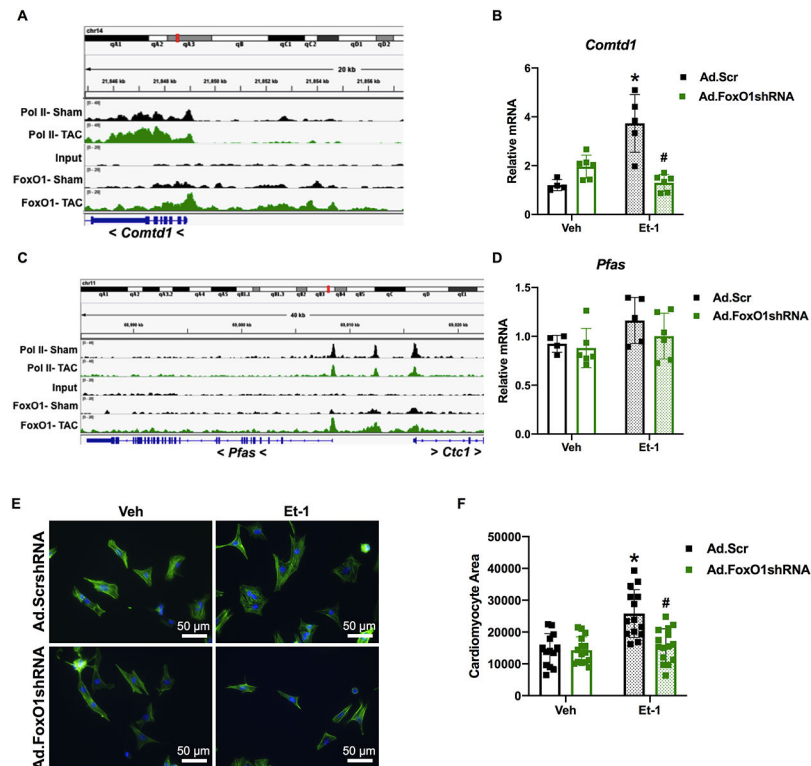 A
chr14
qA1 qA2 qA3 qB qC1 qC2 qD1 qD2
20 kb
21,846 kb 21,848 kb 21,850 kb 21,852 kb 21,854 kb 21,856 kb
Pol II- Sham
Pol II- TAC
Input
FoxO1- Sham
FoxO1- TAC
< Comtd1 >
B
Comtd1
Relative mRNA
6
4
2
0
*
#
Veh
Et-1
Ad.Scr
Ad.FoxO1shRNA
C
chr11
40 kb
Pol II- Sham
Pol II- TAC
Input
FoxO1- Sham
FoxO1- TAC
< Pfas <
> Ctc1 >
D
Pfas
Relative mRNA
1.5
1.0
0.5
0.0
Veh
Et-1
Ad.Scr
Ad.FoxO1shRNA
E
Veh
Et-1
Ad.ScrshRNA
Ad.FoxO1shRNA
50 µm
50 µm
50 µm
50 µm
F
Cardiomyocyte Area
50000
40000
30000
20000
10000
0
*
#
Veh
Et-1
Ad.Scr
Ad.FoxO1shRNA